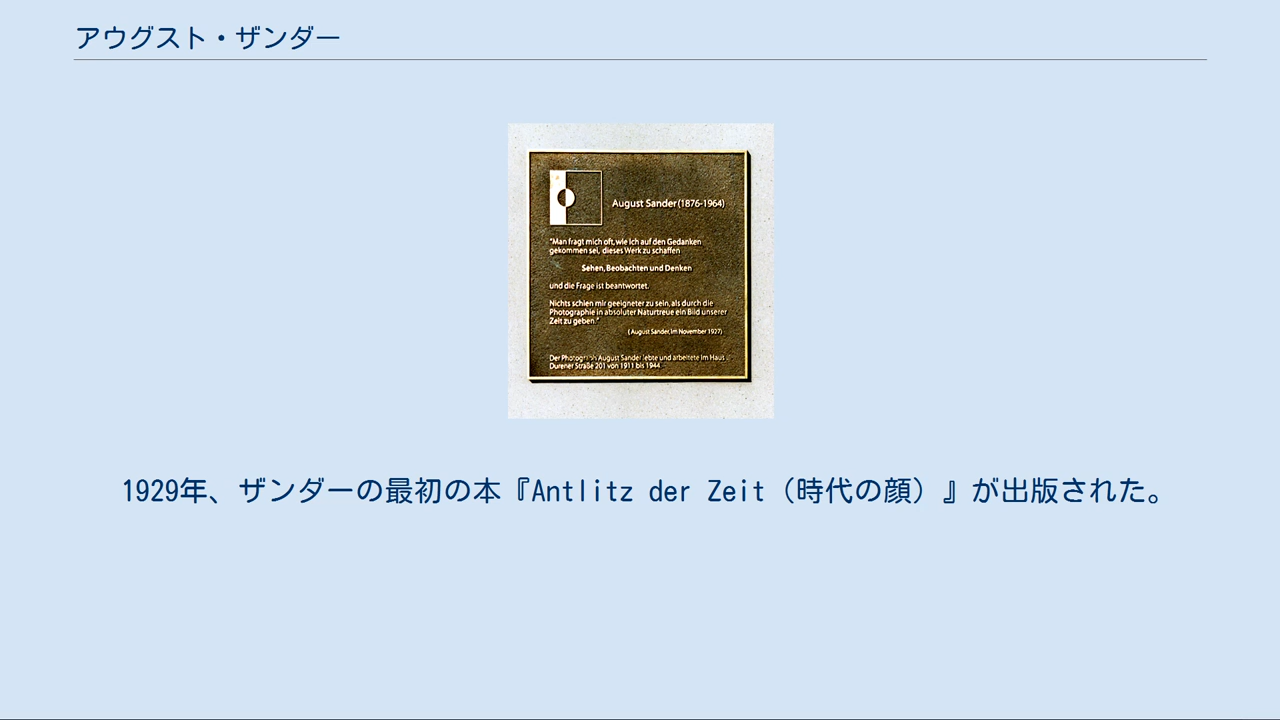 アウグスト・ザンダー
August Sander (1876-1964)
"Man fragt mich oft, wie ich auf den Gedanken
gekommen sei, dieses Werk zu schaffen
Sehen, Beobachten und Denken
und die Frage ist beantwortet.
Nichts schien mir geeigneter zu sein, als durch die
Photographie in absoluter Naturtreue ein Bild unserer
Zeit zu geben."
(August Sander, im November 1927)
Der Photograph August Sander lebte und arbeitete im Haus
Dürener Straße 201 von 1911 bis 1944
1929年、ザンダーの最初の本『Antlitz der Zeit（時代の顔）』が出版された。